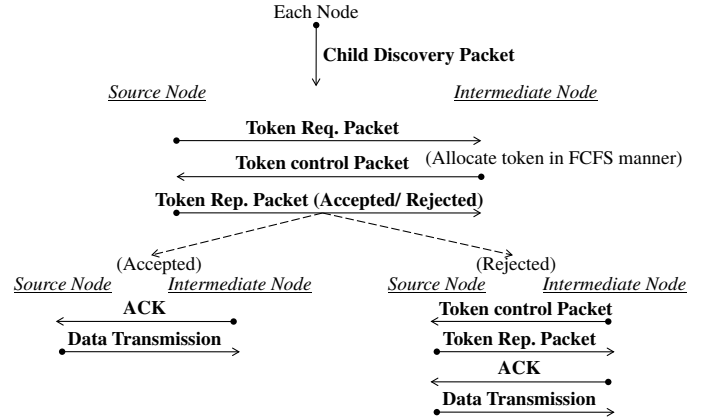 Each Node
Child Discovery Packet
Source Node Intermediate Node
Token Req. Packet
Token control Packet (Allocate token in FCFS manner)
Token Rep. Packet (Accepted/ Rejected)
(Accepted) (Rejected)
Source Node Intermediate Node Source Node Intermediate Node
ACK Token control Packet
Data Transmission Token Rep. Packet
ACK
Data Transmission